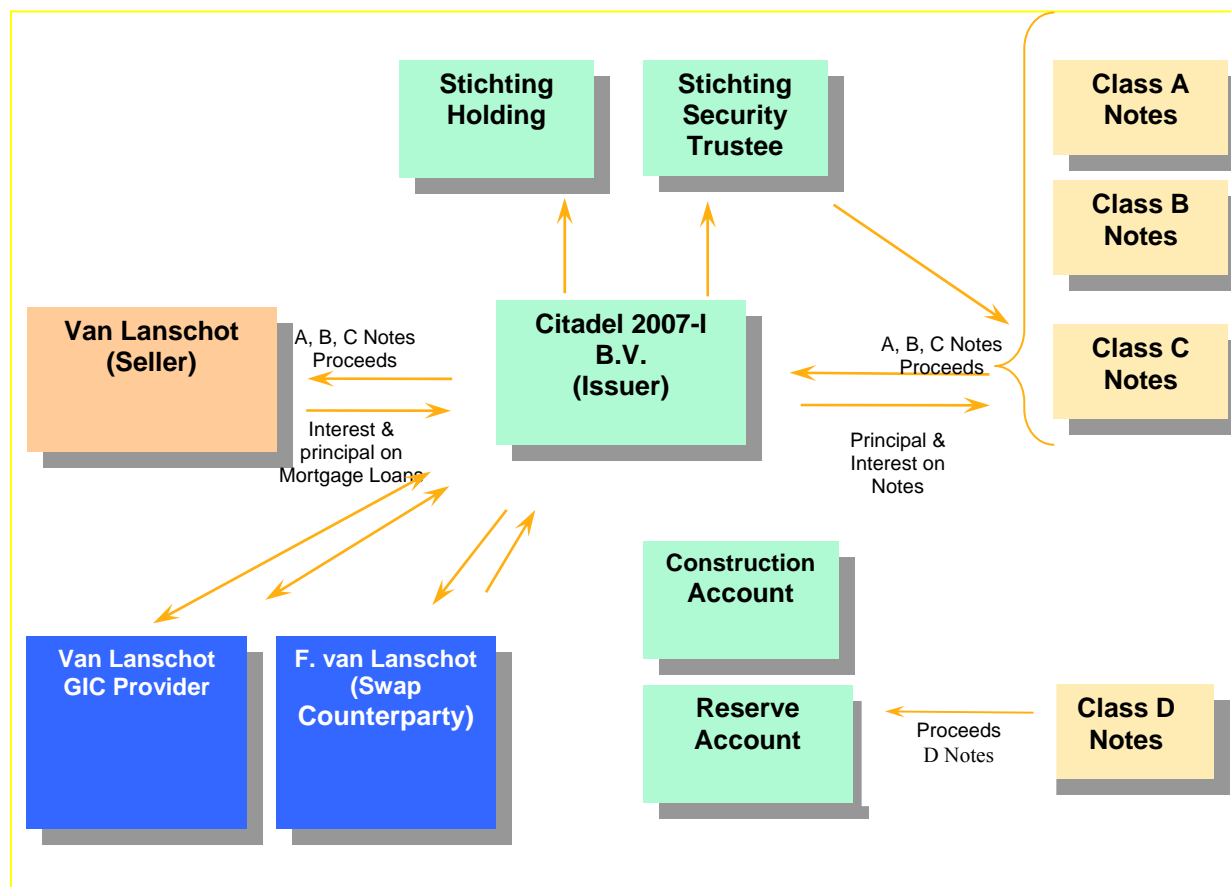 Stichting
Holding
Stichting
Security
Trustee
Class A
Notes
Class B
Notes
Van Lanschot
(Seller)
A, B, C Notes
Proceeds
Interest &
principal on
Mortgage Loans
Citadel 2007-I
B.V.
(Issuer)
A, B, C Notes
Proceeds
Principal &
Interest on
Notes
Class C
Notes
Construction
Account
Van Lanschot
GIC Provider
F. van Lanschot
(Swap
Counterparty)
Reserve
Account
Proceeds
D Notes
Class D
Notes